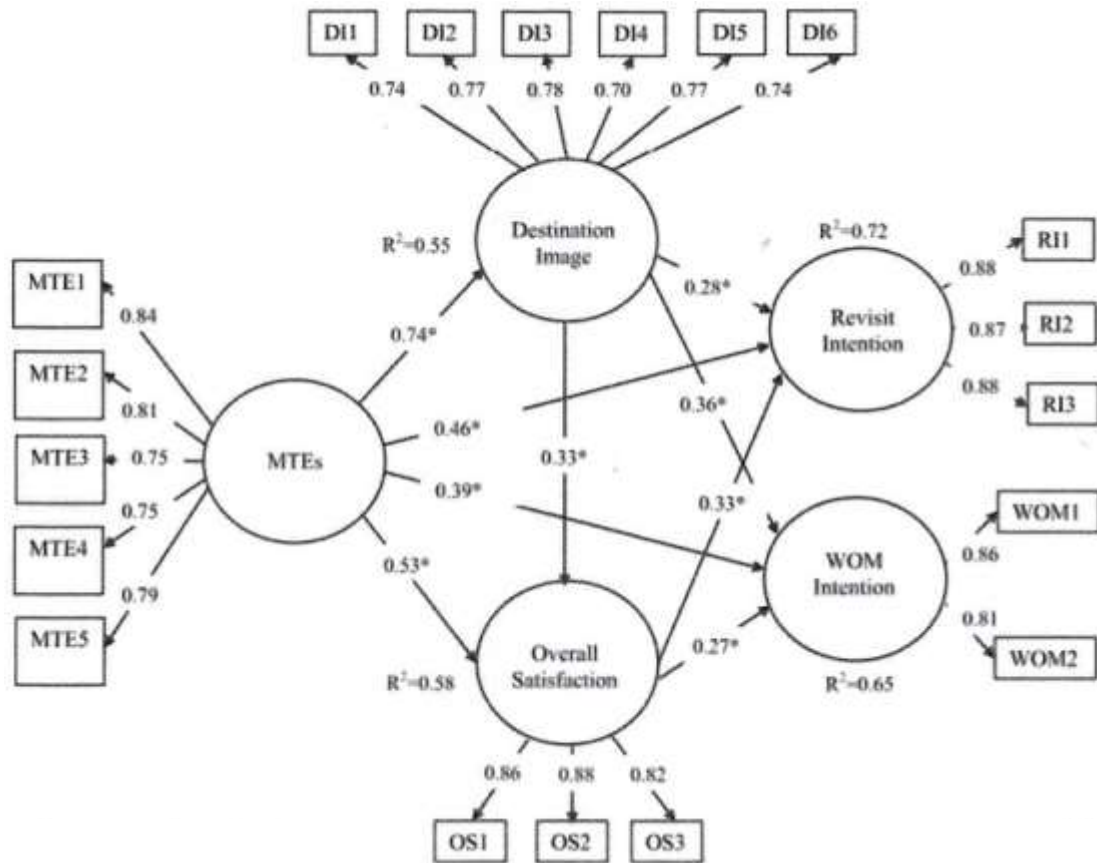 DI1 DI2 DI3 DI4 DI5 DI6
0.74 0.77 0.78 0.70 0.77 0.74
Destination
Image
R²=0.55
R²=0.72
Revisit
Intention
0.88 RI1
0.87 RI2
0.88 RI3
0.28*
MTE1
0.84
MTE2
0.81
MTE3
0.75
MTE4
0.75
MTE5
0.79
MTEs
0.74*
0.46*
0.39*
0.53*
0.33*
0.36*
0.33*
0.27*
WOM
Intention
R²=0.65
0.86 WOM1
0.81 WOM2
Overall
Satisfaction
R²=0.58
0.86 0.88 0.82
OS1 OS2 OS3